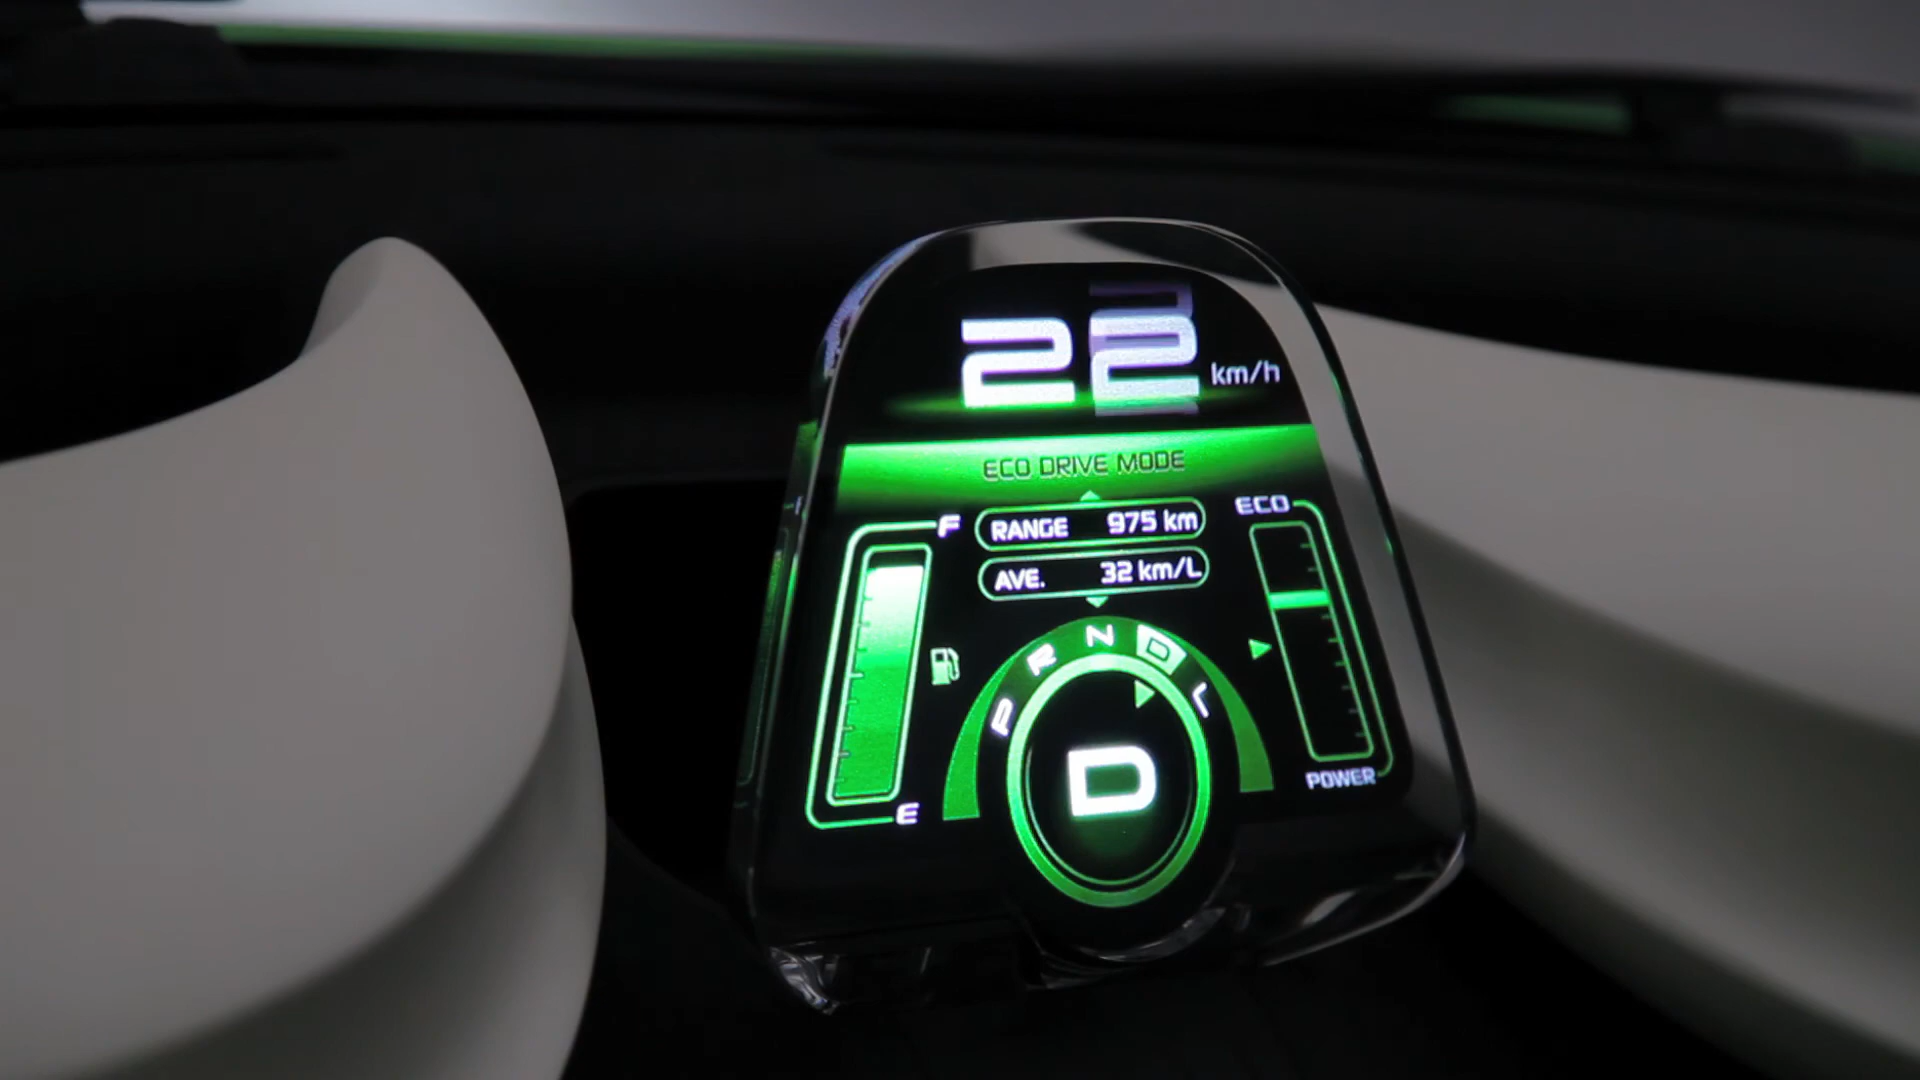 22 km/h
ECO DRIVE MODE
F
RANGE 975 km
ECO
AVE. 32 km/L
P R N D L
D
E
POWER